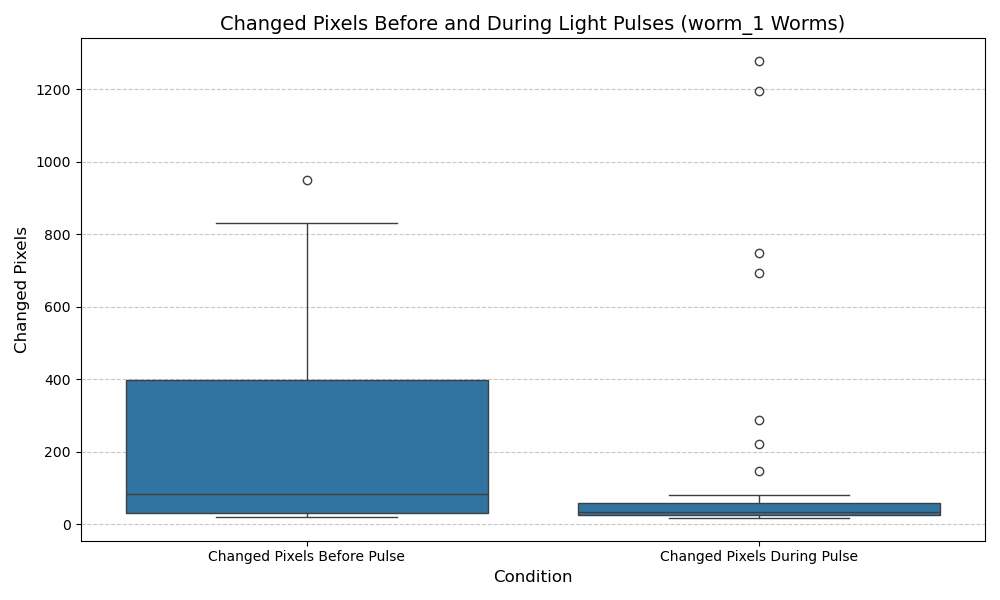 Changed Pixels Before and During Light Pulses (worm_1 Worms)
Changed Pixels
1200
1000
800
600
400
200
0
Changed Pixels Before Pulse
Changed Pixels During Pulse
Condition